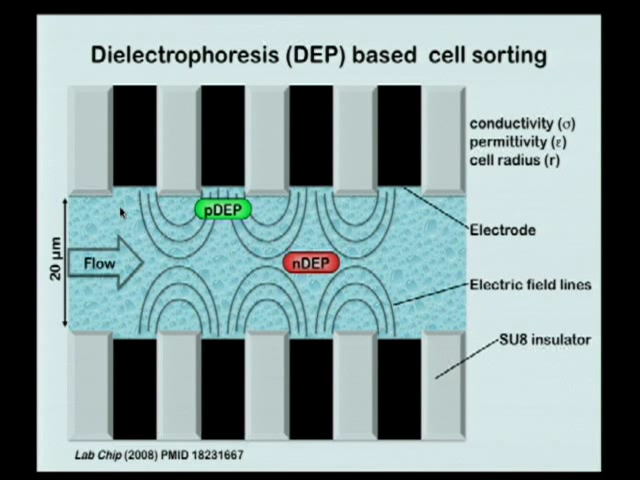 Dielectrophoresis (DEP) based cell sorting
conductivity (σ)
permittivity (ε)
cell radius (r)
pDEP
Electrode
20 µm
Flow
nDEP
Electric field lines
SU8 insulator
Lab Chip (2008) PMID 18231667